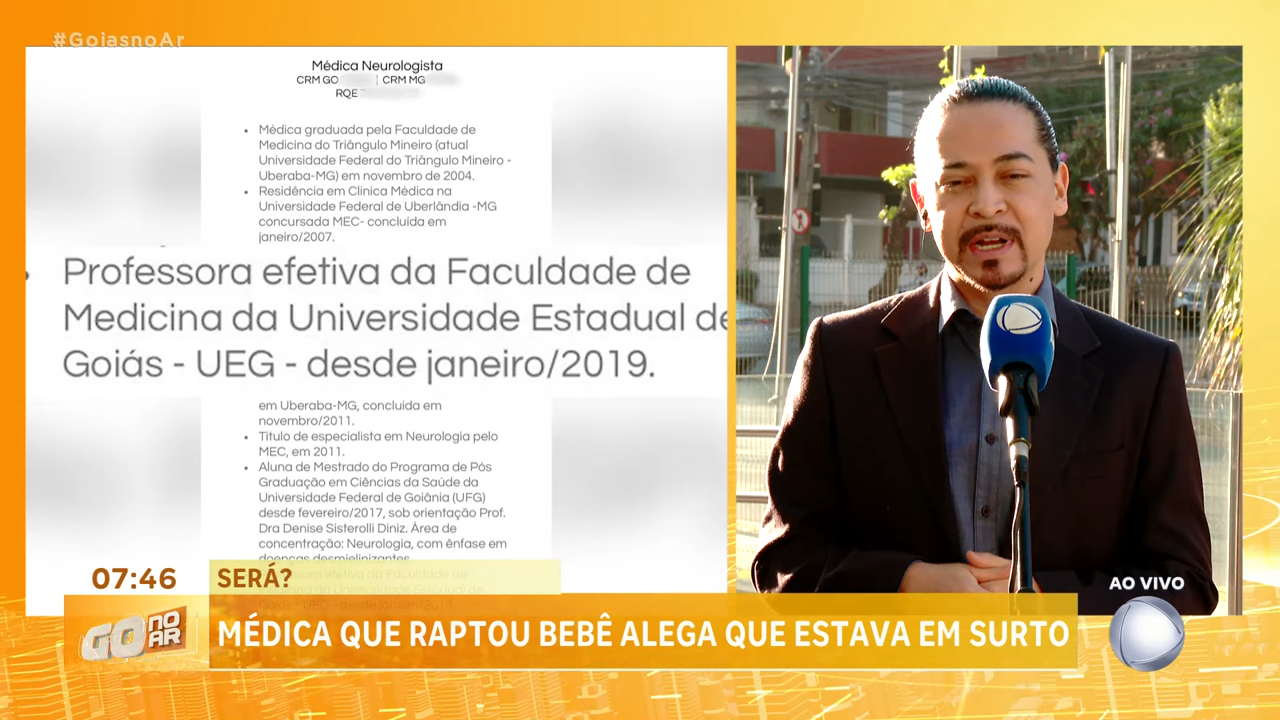 #GoiasnoAr
Médica Neurologista
CRM GO | CRM MG
RQE
• Médica graduada pela Faculdade de
Medicina do Triângulo Mineiro (atual
Universidade Federal do Triângulo Mineiro -
Uberaba-MG) em novembro de 2004.
• Residência em Clínica Médica na
Universidade Federal de Uberlândia -MG
concursada MEC- concluída em
janeiro/2007.
• Professora efetiva da Faculdade de
Medicina da Universidade Estadual de
Goiás - UEG - desde janeiro/2019.
em Uberaba-MG, concluída em
novembro/2011.
• Titulo de especialista em Neurologia pelo
MEC, em 2011.
• Aluna de Mestrado do Programa de Pós
Graduação em Ciências da Saúde da
Universidade Federal de Goiânia (UFG)
desde fevereiro/2017, sob orientação Prof.
Dra Denise Sisterolli Diniz. Área de
concentração: Neurologia, com ênfase em
doenças desmielinizantes
07:46
SERÁ?
GO NO AR
MÉDICA QUE RAPTOU BEBÊ ALEGA QUE ESTAVA EM SURTO
AO VIVO